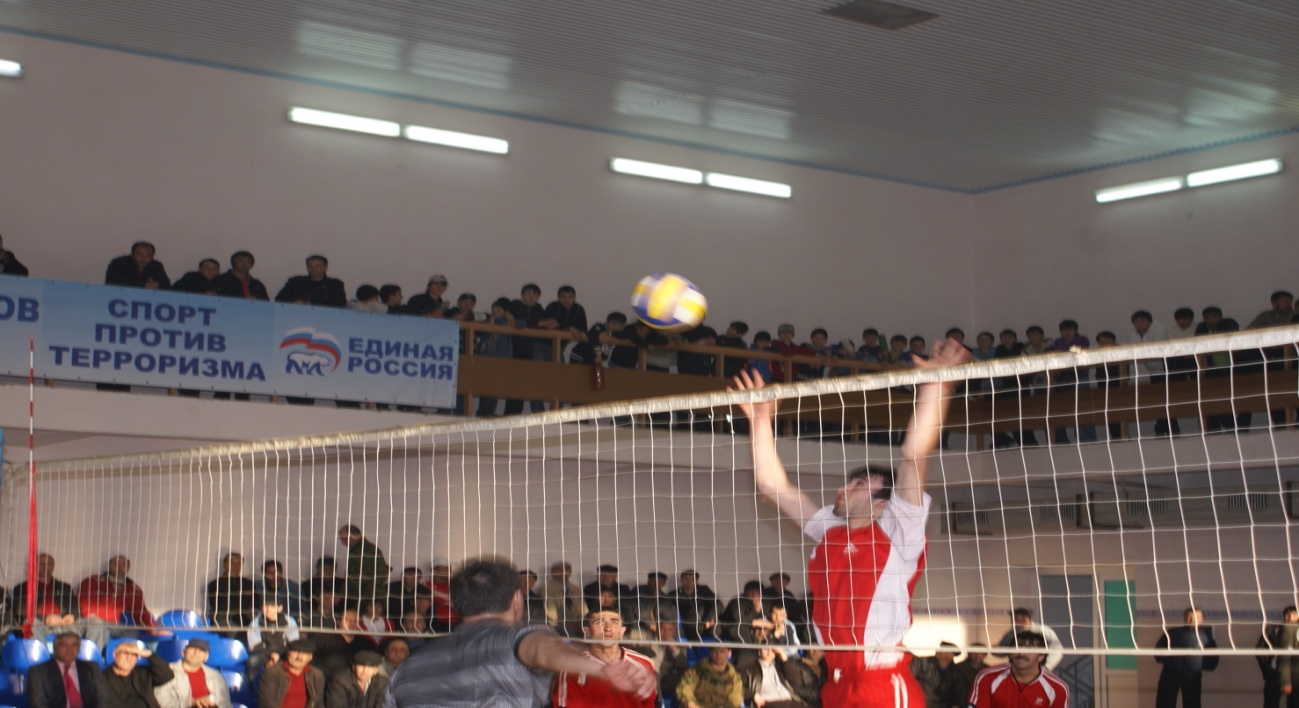 ОВ
СПОРТ
ПРОТИВ
ТЕРРОРИЗМА
ЕДИНАЯ
РОССИЯ